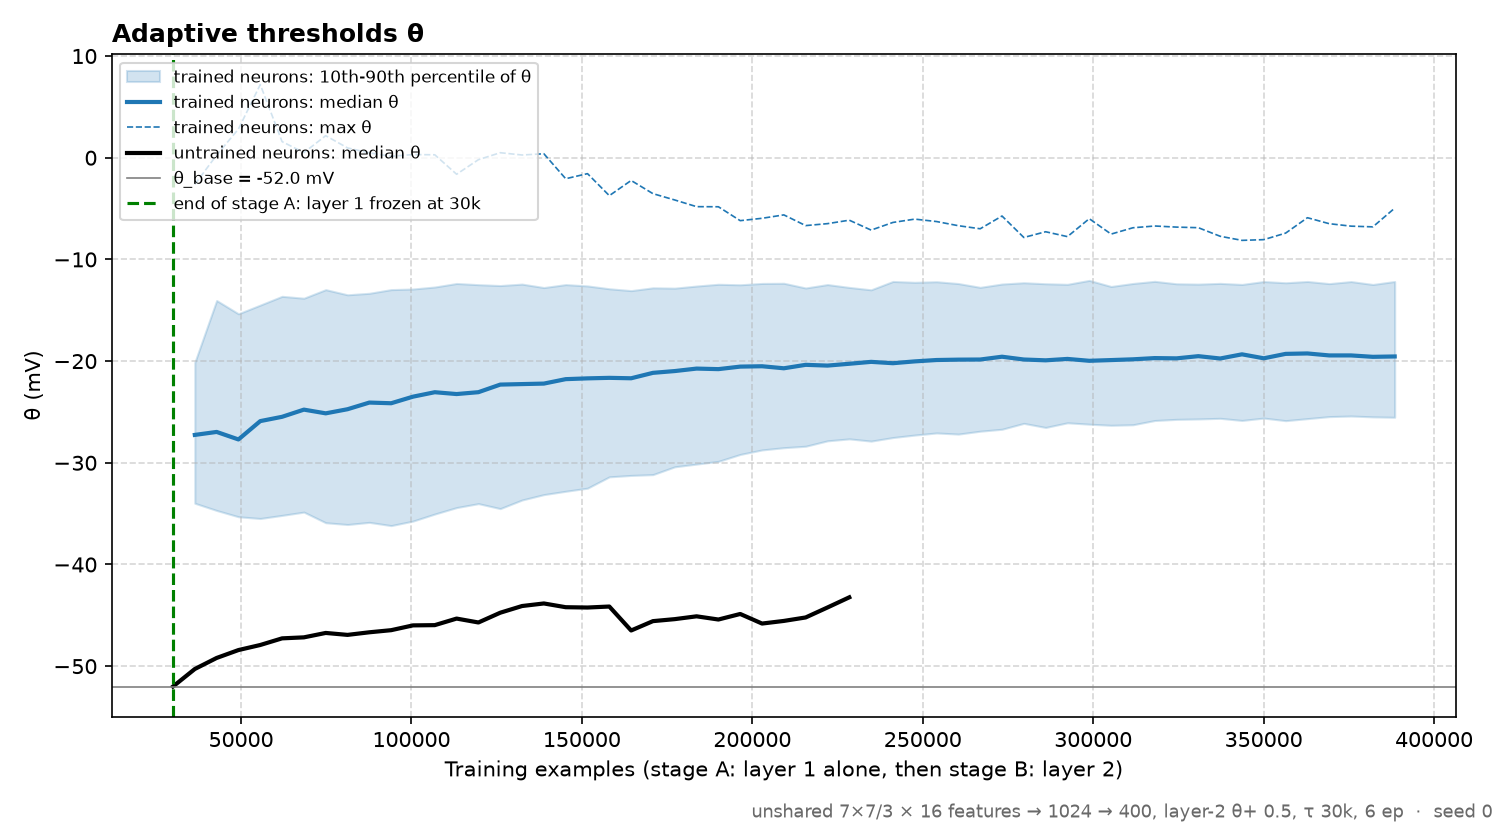 Adaptive thresholds θ
10
0
−10
−20
−30
−40
−50
θ (mV)
trained neurons: 10th-90th percentile of θ
trained neurons: median θ
trained neurons: max θ
untrained neurons: median θ
θ_base = -52.0 mV
end of stage A: layer 1 frozen at 30k
50000 100000 150000 200000 250000 300000 350000 400000
Training examples (stage A: layer 1 alone, then stage B: layer 2)
unshared 7×7/3 × 16 features → 1024 → 400, layer-2 θ+ 0.5, τ 30k, 6 ep · seed 0